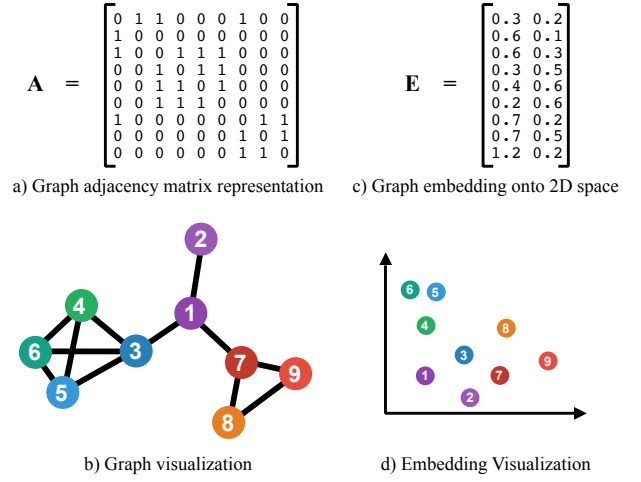 0 1 1 0 0 0 1 0 0
1 0 0 0 0 0 0 0 0
1 0 0 1 1 1 0 0 0
0 0 1 0 1 1 0 0 0
0 0 1 1 0 1 0 0 0
0 0 1 1 1 0 0 0 0
1 0 0 0 0 0 0 1 1
0 0 0 0 0 0 1 0 1
0 0 0 0 0 0 1 1 0
A =
a) Graph adjacency matrix representation
0.3 0.2
0.6 0.1
0.6 0.3
0.3 0.5
0.4 0.6
0.2 0.6
0.7 0.2
0.7 0.5
1.2 0.2
E =
c) Graph embedding onto 2D space
2
4
1
6
3
7
9
5
8
b) Graph visualization
6
5
4
8
3
9
1
7
2
d) Embedding Visualization